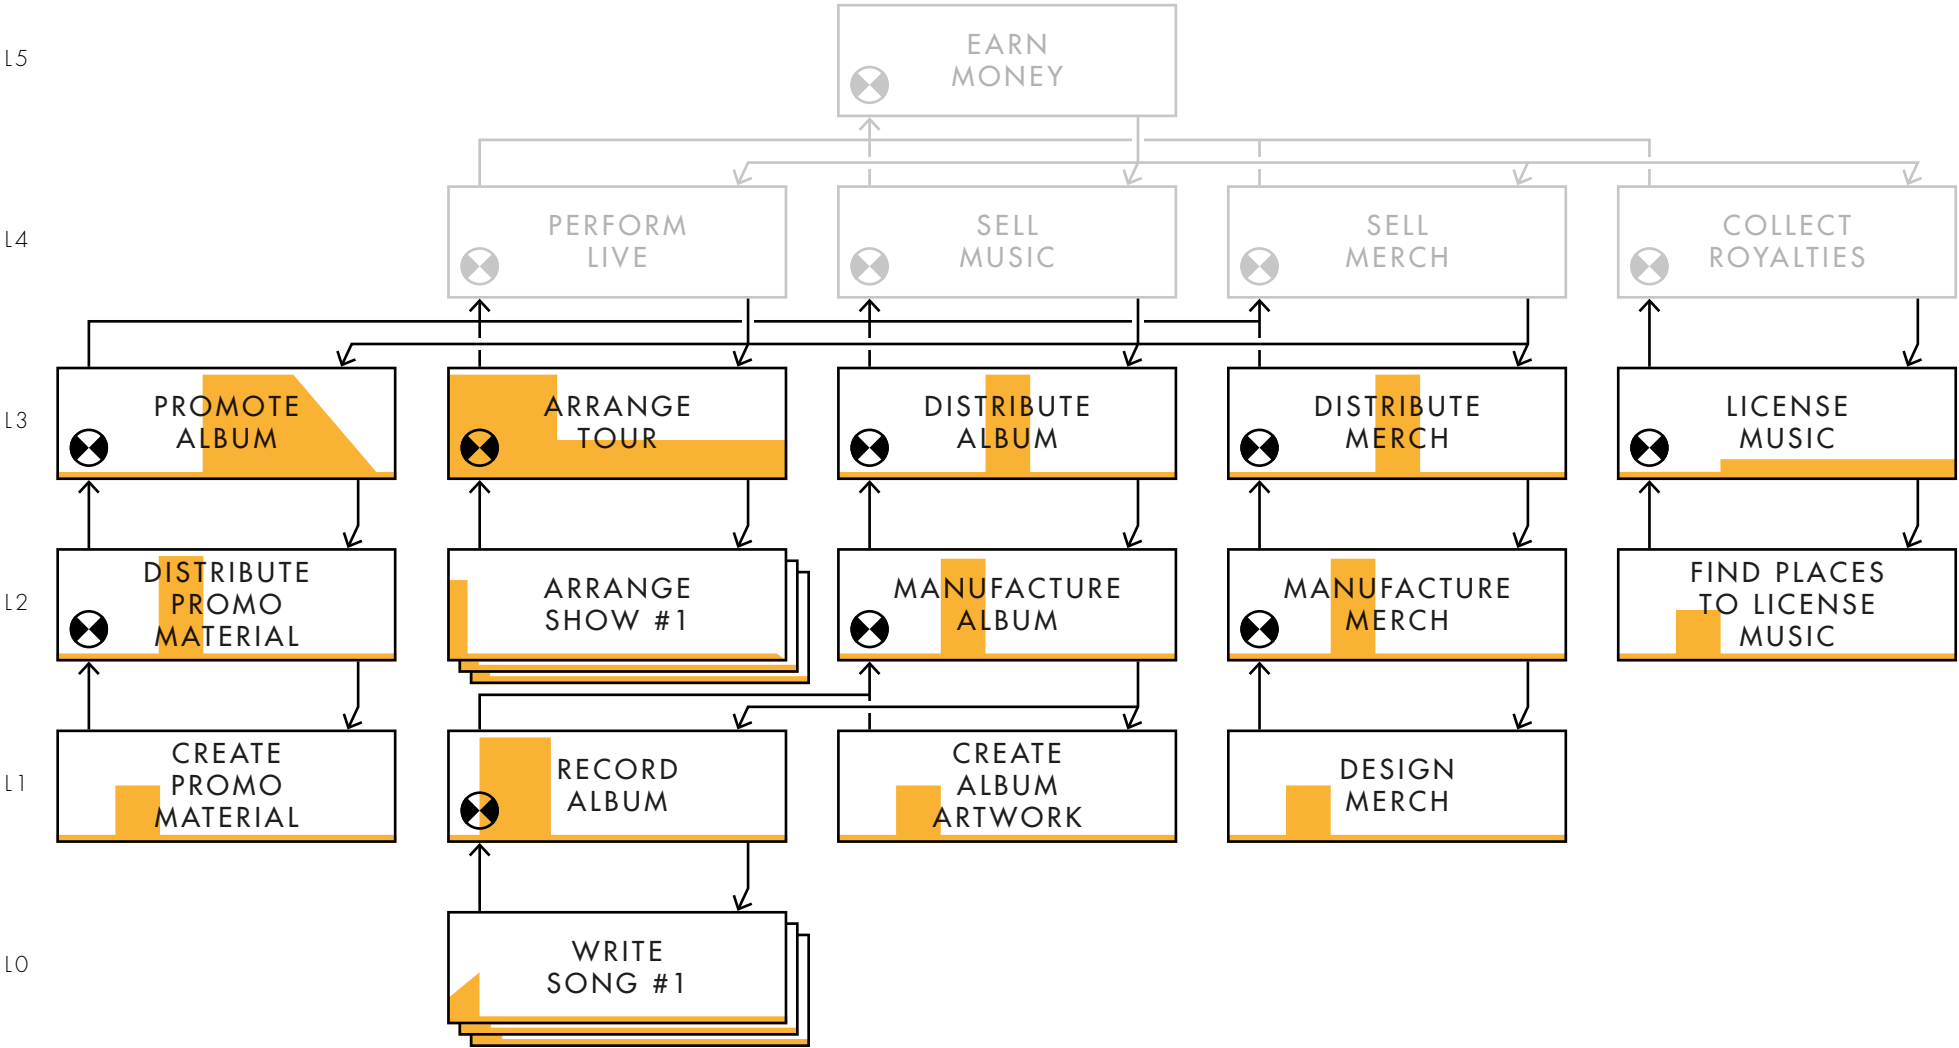 L5
EARN
MONEY
L4
PERFORM
LIVE
SELL
MUSIC
SELL
MERCH
COLLECT
ROYALTIES
L3
PROMOTE
ALBUM
ARRANGE
TOUR
DISTRIBUTE
ALBUM
DISTRIBUTE
MERCH
LICENSE
MUSIC
L2
DISTRIBUTE
PROMO
MATERIAL
ARRANGE
SHOW #1
MANUFACTURE
ALBUM
MANUFACTURE
MERCH
FIND PLACES
TO LICENSE
MUSIC
L1
CREATE
PROMO
MATERIAL
RECORD
ALBUM
CREATE
ALBUM
ARTWORK
DESIGN
MERCH
L0
WRITE
SONG #1